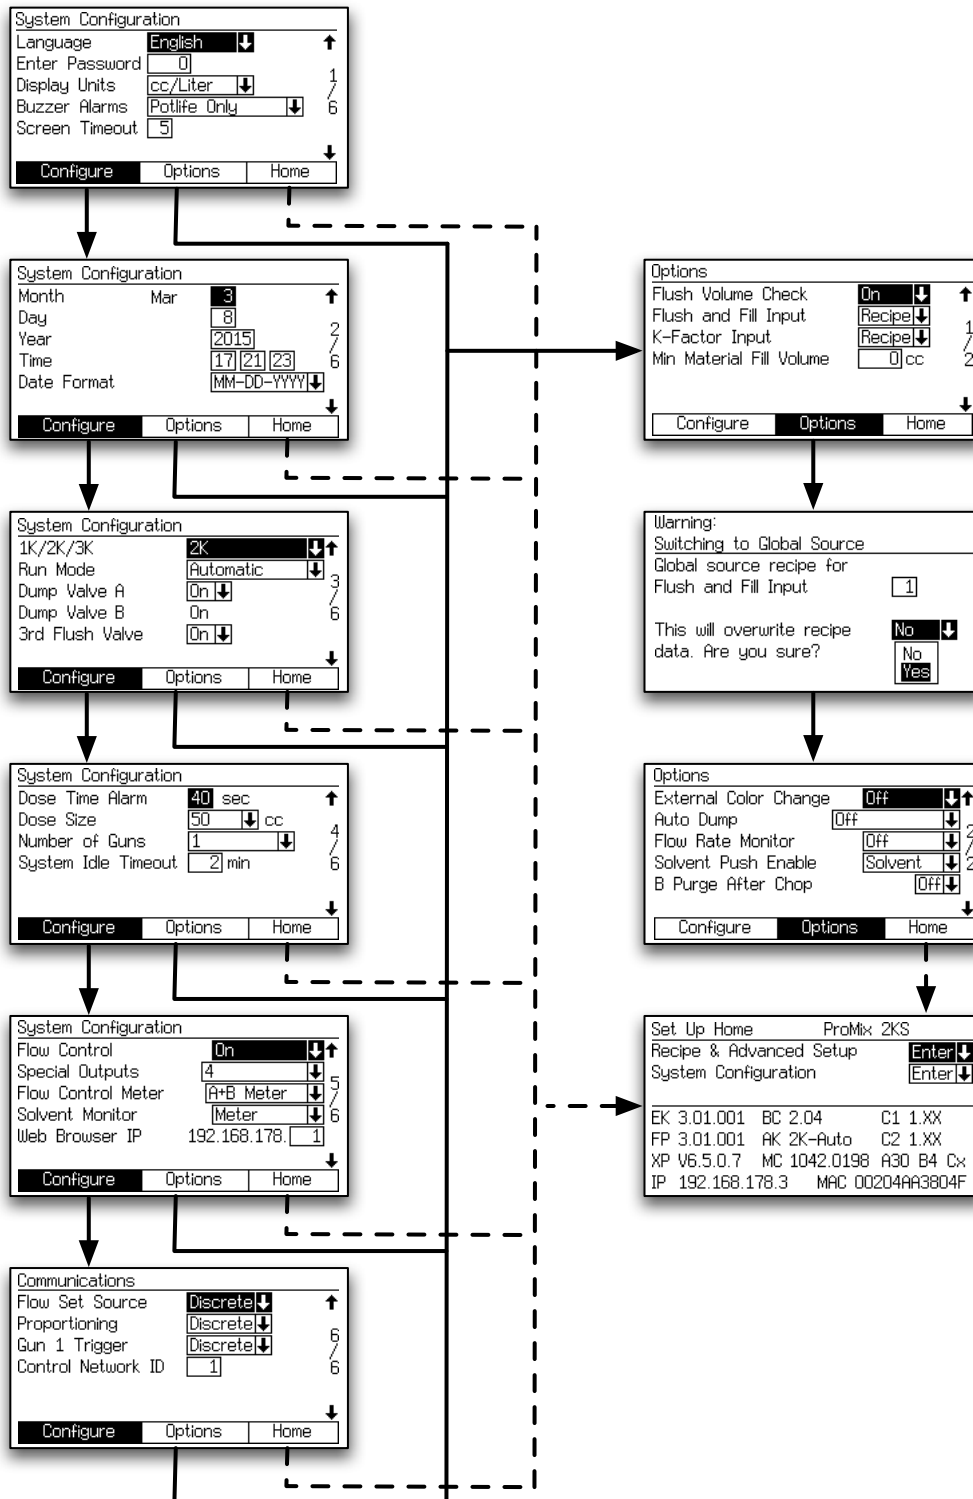 System Configuration
Language English
Enter Password 0
Display Units cc/Liter
Buzzer Alarms Potlife Only
Screen Timeout 5
1/6
Configure Options Home
System Configuration
Month Mar 3
Day 8
Year 2015
Time 17 21 23
Date Format MM-DD-YYYY
2/6
Configure Options Home
System Configuration
1K/2K/3K 2K
Run Mode Automatic
Dump Valve A On
Dump Valve B On
3rd Flush Valve On
3/6
Configure Options Home
System Configuration
Dose Time Alarm 40 sec
Dose Size 50 cc
Number of Guns 1
System Idle Timeout 2 min
4/6
Configure Options Home
System Configuration
Flow Control On
Special Outputs 4
Flow Control Meter A+B Meter
Solvent Monitor Meter
Web Browser IP 192.168.178. 1
5/6
Configure Options Home
Communications
Flow Set Source Discrete
Proportioning Discrete
Gun 1 Trigger Discrete
Control Network ID 1
6/6
Configure Options Home
Options
Flush Volume Check On
Flush and Fill Input Recipe
K-Factor Input Recipe
Min Material Fill Volume 0 cc
1/2
Configure Options Home
Warning:
Switching to Global Source
Global source recipe for
Flush and Fill Input 1
This will overwrite recipe No
data. Are you sure? No
Yes
Options
External Color Change Off
Auto Dump Off
Flow Rate Monitor Off
Solvent Push Enable Solvent
B Purge After Chop Off
2/2
Configure Options Home
Set Up Home ProMix 2KS
Recipe & Advanced Setup Enter
System Configuration Enter
EK 3.01.001 BC 2.04 C1 1.XX
FP 3.01.001 AK 2K-Auto C2 1.XX
XP V6.5.0.7 MC 1042.0198 A30 B4 Cx
IP 192.168.178.3 MAC 00204AA3804F